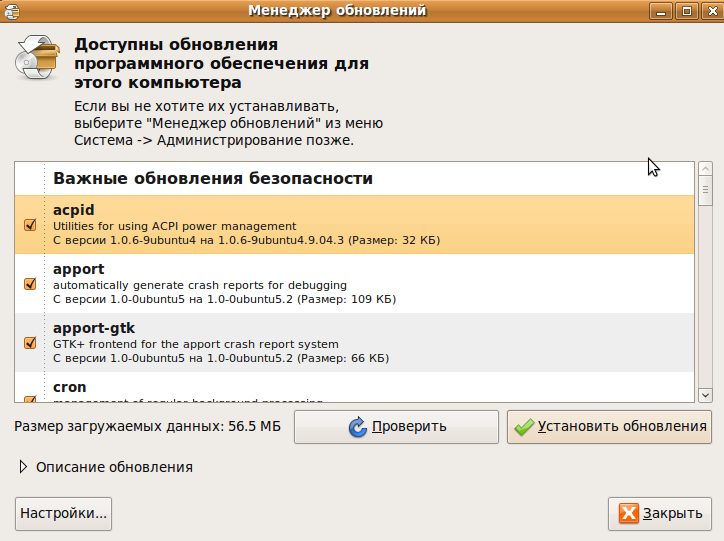 Менеджер обновлений
Доступны обновления
программного обеспечения для
этого компьютера
Если вы не хотите их устанавливать,
выберите "Менеджер обновлений" из меню
Система -> Администрирование позже.
Важные обновления безопасности
acpid
Utilities for using ACPI power management
С версии 1.0.6-9ubuntu4 на 1.0.6-9ubuntu4.9.04.3 (Размер: 32 КБ)
apport
automatically generate crash reports for debugging
С версии 1.0-0ubuntu5 на 1.0-0ubuntu5.2 (Размер: 109 КБ)
apport-gtk
GTK+ frontend for the apport crash report system
С версии 1.0-0ubuntu5 на 1.0-0ubuntu5.2 (Размер: 66 КБ)
cron
management of regular background processing
Размер загружаемых данных: 56.5 МБ
Проверить
Установить обновления
Описание обновления
Настройки...
Закрыть